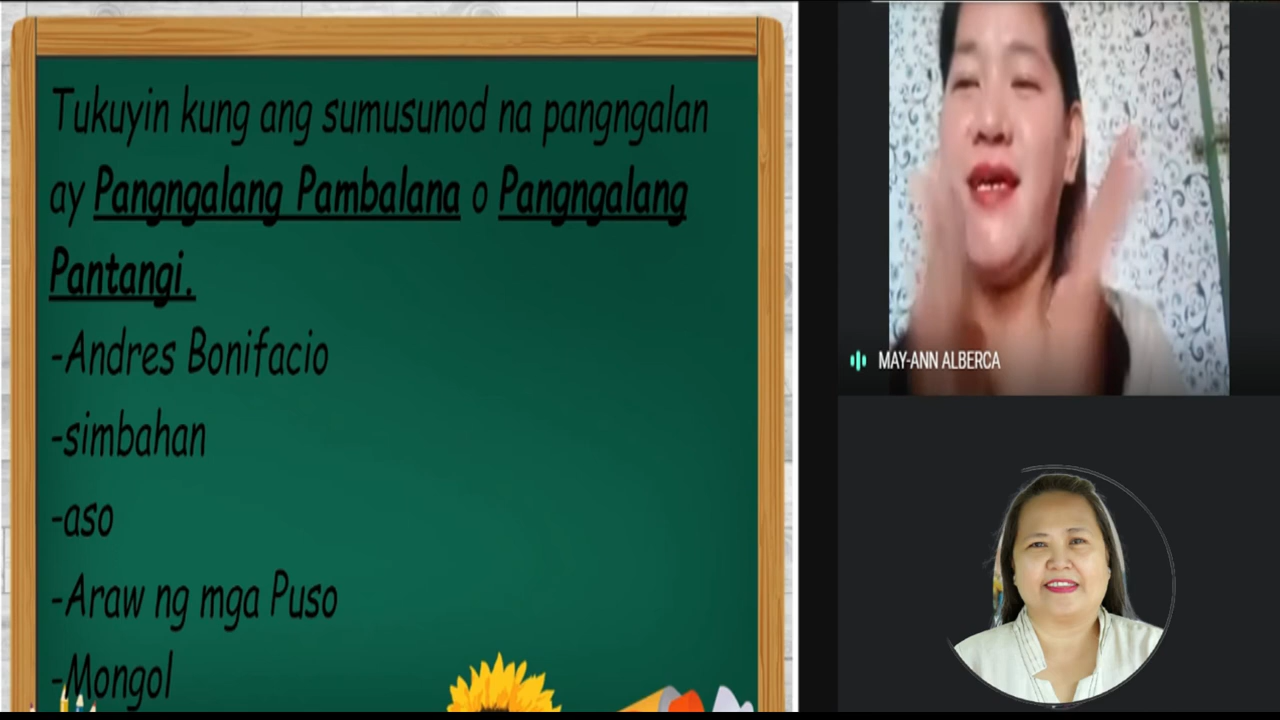 Tukuyin kung ang sumusunod na pangngalan
ay Pangngalang Pambalana o Pangngalang
Pantangi.
-Andres Bonifacio
-simbahan
-aso
-Araw ng mga Puso
-Mongol
MAY-ANN ALBERCA